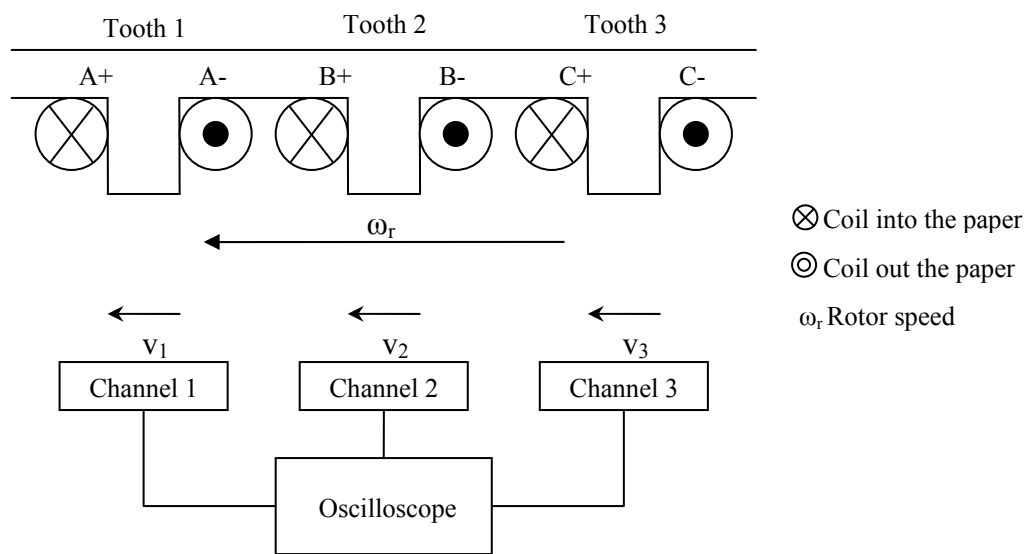 Tooth 1 Tooth 2 Tooth 3
A+ A- B+ B- C+ C-
ωr
Coil into the paper
Coil out the paper
ωr Rotor speed
v1 v2 v3
Channel 1 Channel 2 Channel 3
Oscilloscope